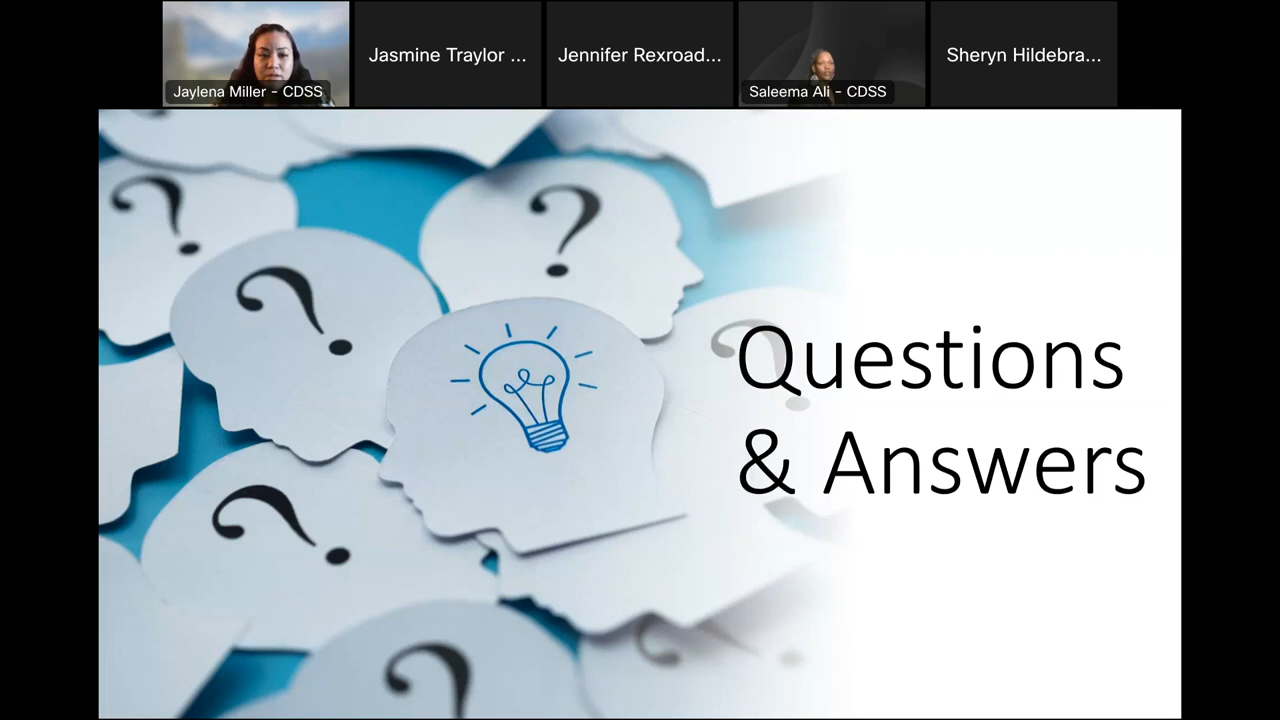 Jaylena Miller - CDSS
Jasmine Traylor ...
Jennifer Rexroad...
Saleema Ali - CDSS
Sheryn Hildebra...
?
?
?
?
?
?
?
Questions
& Answers